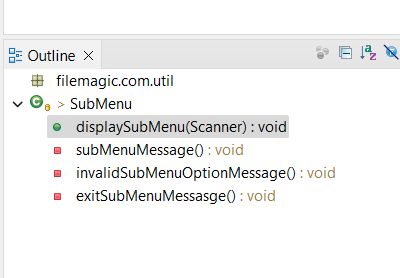 Outline
filemagic.com.util
> SubMenu
displaySubMenu(Scanner) : void
subMenuMessage() : void
invalidSubMenuOptionMessage() : void
exitSubMenuMessasge() : void